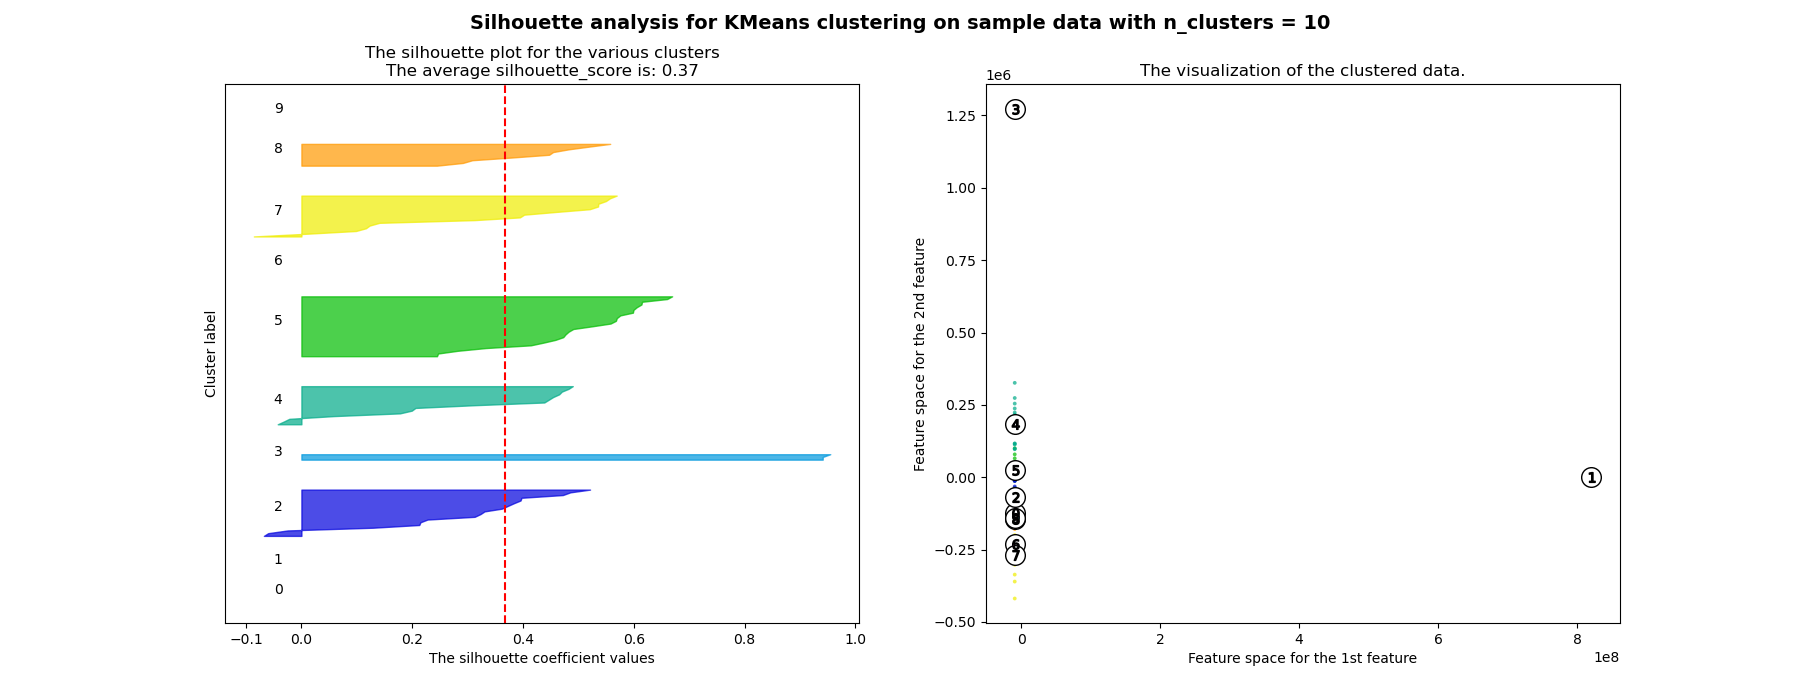 Silhouette analysis for KMeans clustering on sample data with n_clusters = 10
The silhouette plot for the various clusters
The average silhouette_score is: 0.37
9
8
7
6
5
4
3
2
1
0
Cluster label
−0.1 0.0 0.2 0.4 0.6 0.8 1.0
The silhouette coefficient values
The visualization of the clustered data.
1e6
1.25
1.00
0.75
0.50
0.25
0.00
−0.25
−0.50
Feature space for the 2nd feature
3
4
5
1
2
8
6
7
0 2 4 6 8
1e8
Feature space for the 1st feature